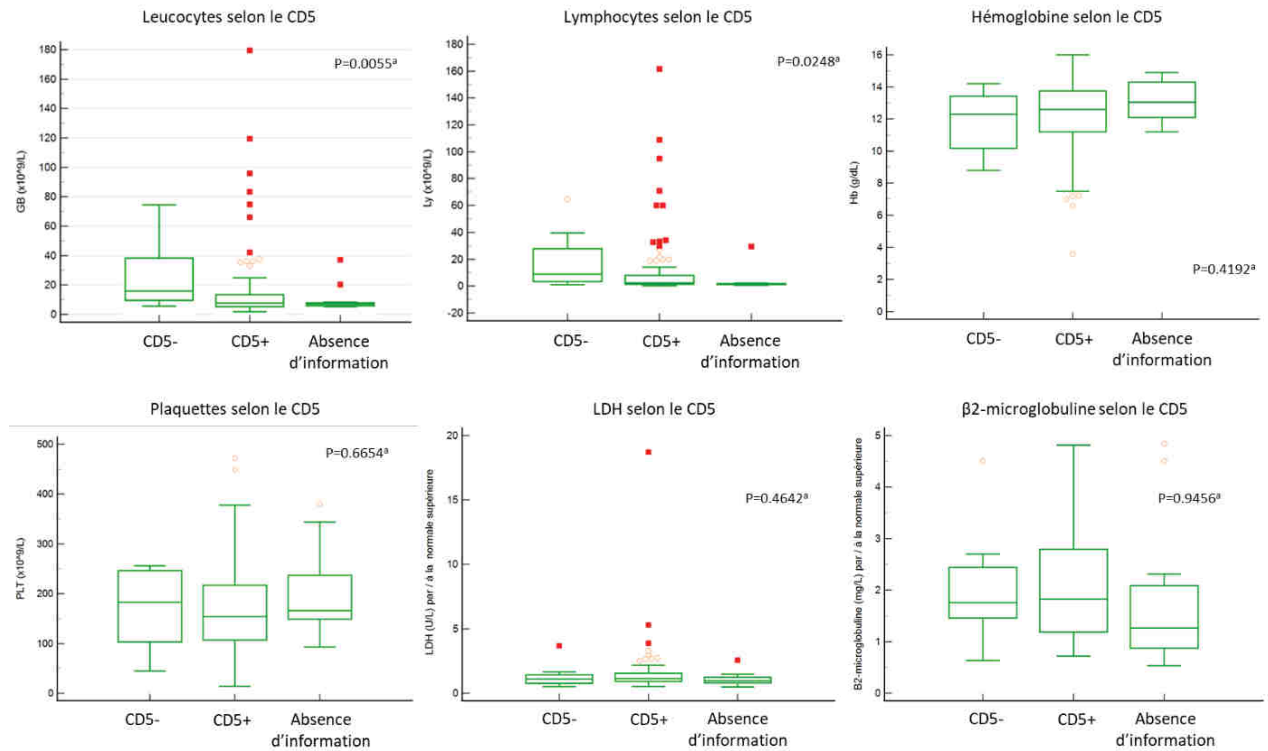 Leucocytes selon le CD5
GB (x10^9/L)
180
160
140
120
100
80
60
40
20
0
P=0.0055ª
CD5-
CD5+
Absence
d’information
Lymphocytes selon le CD5
Ly (x10^9/L)
180
160
140
120
100
80
60
40
20
0
-20
P=0.0248ª
CD5-
CD5+
Absence
d’information
Hémoglobine selon le CD5
Hb (g/dL)
16
14
12
10
8
6
4
2
0
P=0.4192ª
CD5-
CD5+
Absence
d’information
Plaquettes selon le CD5
PLT (x10^9/L)
500
400
300
200
100
0
P=0.6654ª
CD5-
CD5+
Absence
d’information
LDH selon le CD5
LDH (U/L) par / à la normale supérieure
20
15
10
5
0
P=0.4642ª
CD5-
CD5+
Absence
d’information
β2-microglobuline selon le CD5
B2-microglobuline (mg/L) par / à la normale supérieure
5
4
3
2
1
0
P=0.9456ª
CD5-
CD5+
Absence
d’information